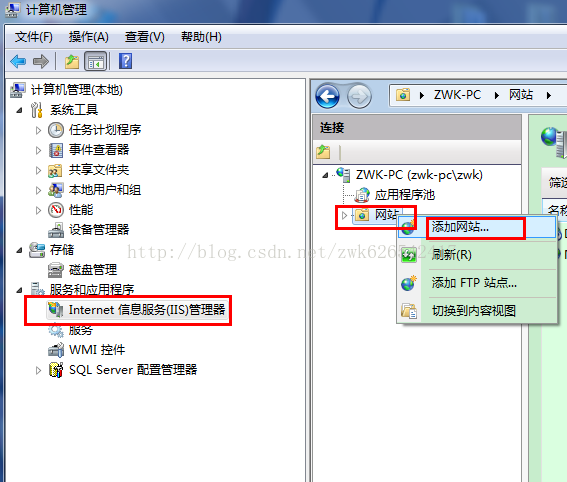 计算机管理
文件(F) 操作(A) 查看(V) 帮助(H)
计算机管理(本地)
系统工具
任务计划程序
事件查看器
共享文件夹
本地用户和组
性能
设备管理器
存储
磁盘管理
服务和应用程序
Internet 信息服务(IIS)管理器
服务
WMI 控件
SQL Server 配置管理器
ZWK-PC 网站
连接
ZWK-PC (zwk-pc\zwk)
应用程序池
网站
添加网站...
刷新(R)
添加 FTP 站点...
切换到内容视图
筛选
名称